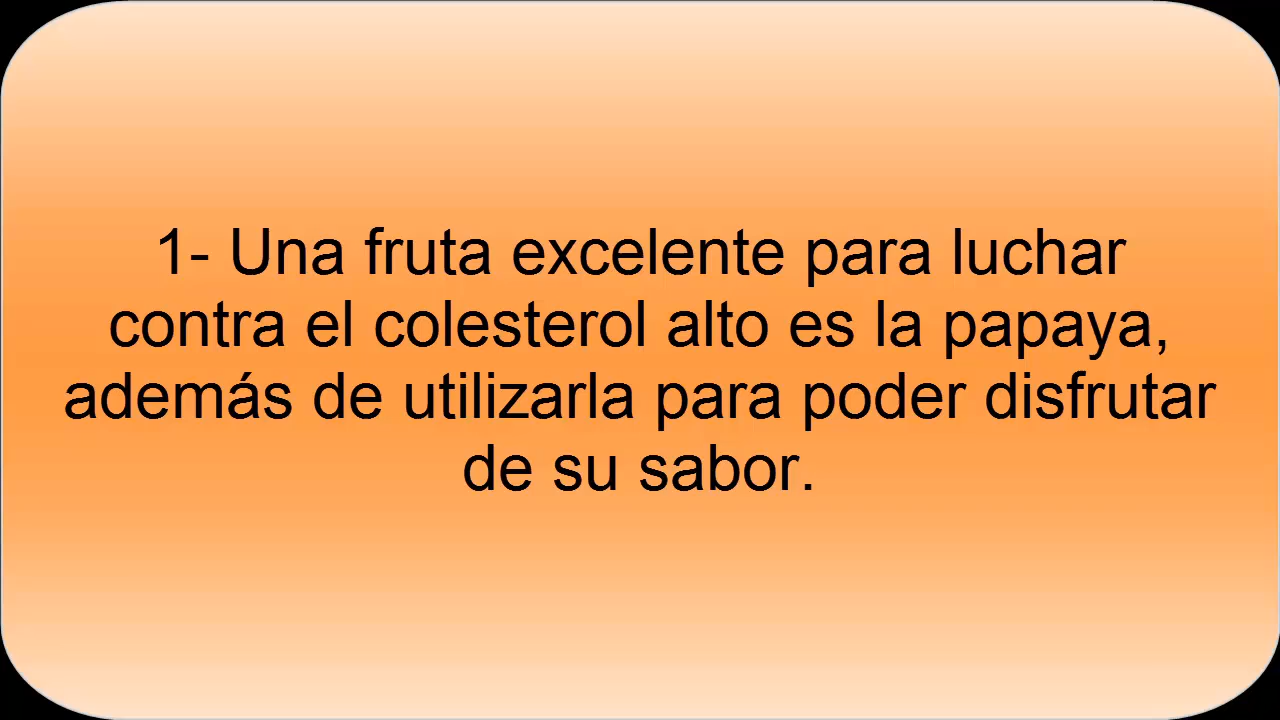 1- Una fruta excelente para luchar
contra el colesterol alto es la papaya,
además de utilizarla para poder disfrutar
de su sabor.